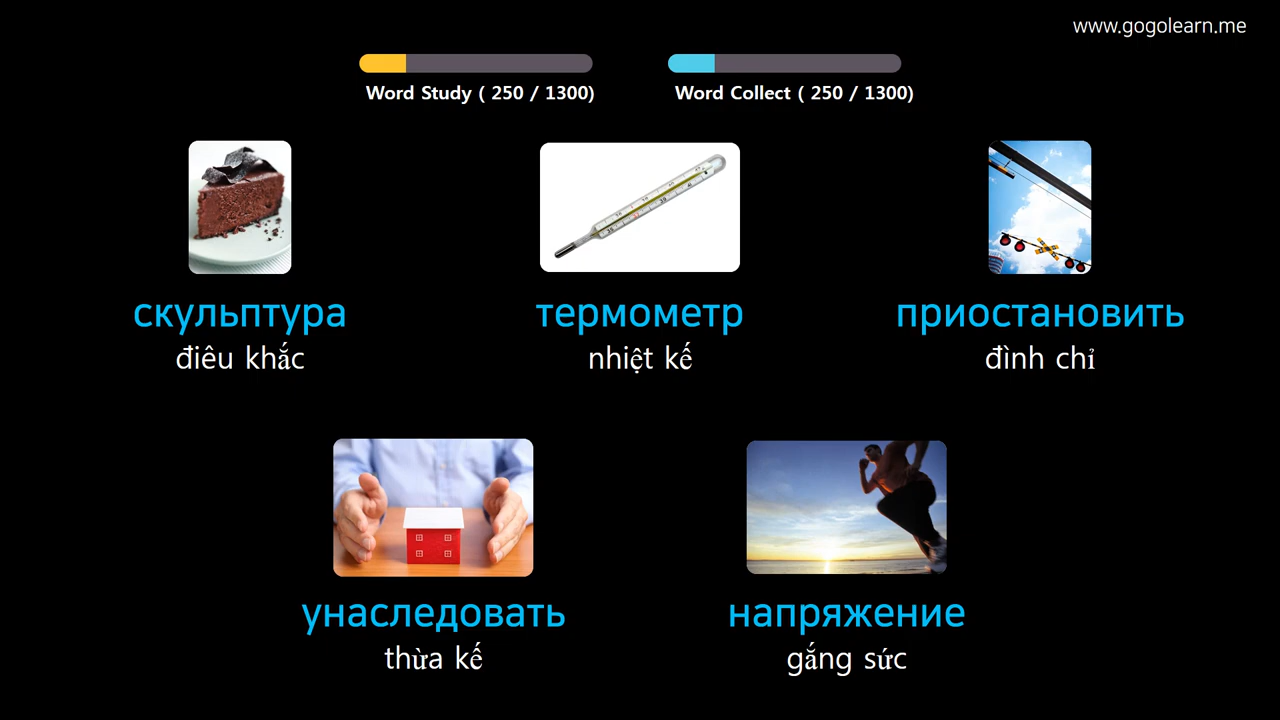 www.gogolearn.me
Word Study ( 250 / 1300)
Word Collect ( 250 / 1300)
скульптура
термометр
приостановить
điêu khắc
nhiệt kế
đình chỉ
унаследовать
напряжение
thừa kế
gắng sức